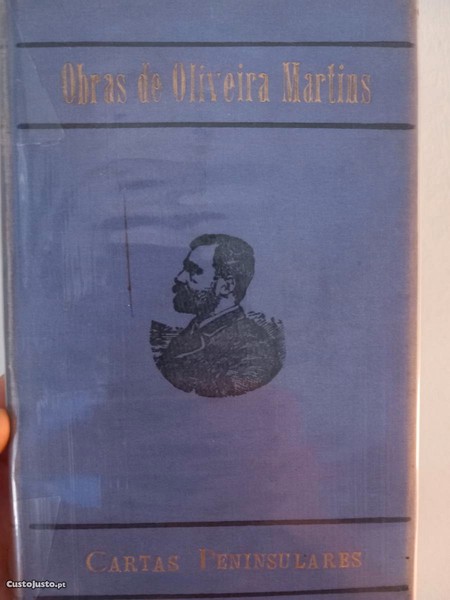 Obras de Oliveira Martins
CARTAS PENINSULARES
CustoJusto.pt